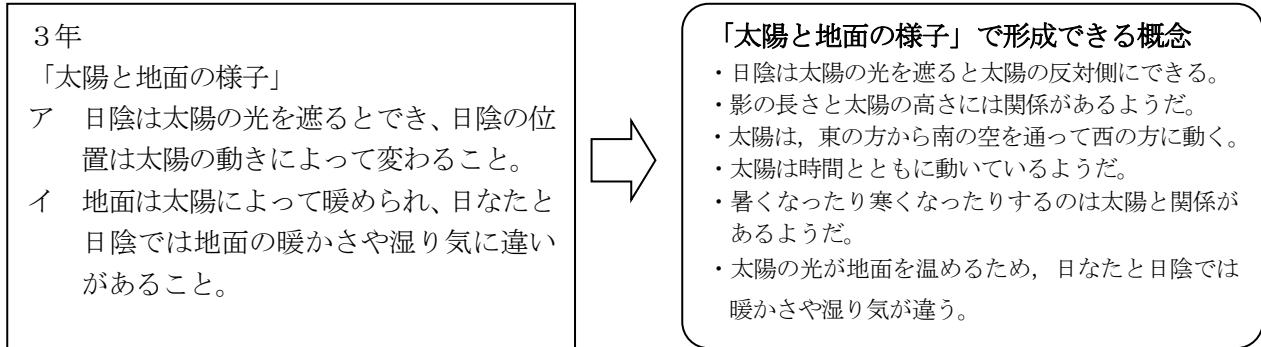 ３年
「太陽と地面の様子」
ア　日陰は太陽の光を遮るとでき、日陰の位
置は太陽の動きによって変わること。
イ　地面は太陽によって暖められ、日なたと
日陰では地面の暖かさや湿り気に違い
があること。
「太陽と地面の様子」で形成できる概念
・日陰は太陽の光を遮ると太陽の反対側にできる。
・影の長さと太陽の高さには関係があるようだ。
・太陽は，東の方から南の空を通って西の方に動く。
・太陽は時間とともに動いているようだ。
・暑くなったり寒くなったりするのは太陽と関係が
あるようだ。
・太陽の光が地面を温めるため，日なたと日陰では
暖かさや湿り気が違う。